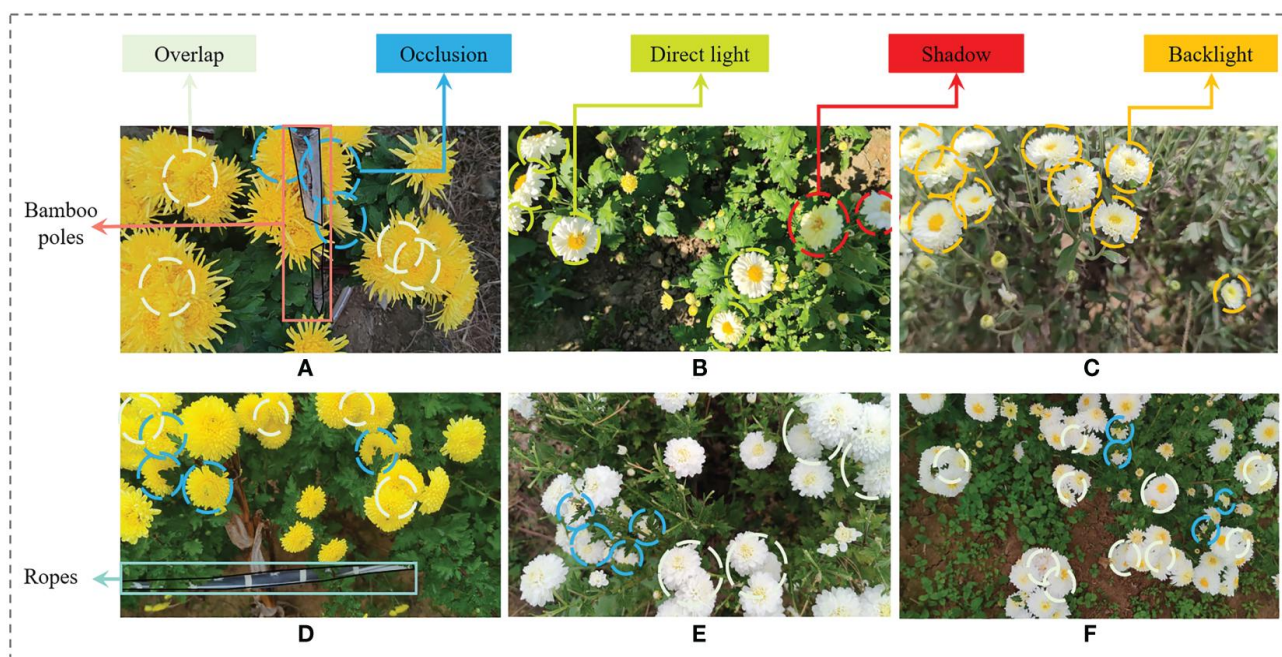 Overlap
Occlusion
Direct light
Shadow
Backlight
Bamboo
poles
A
B
C
Ropes
D
E
F